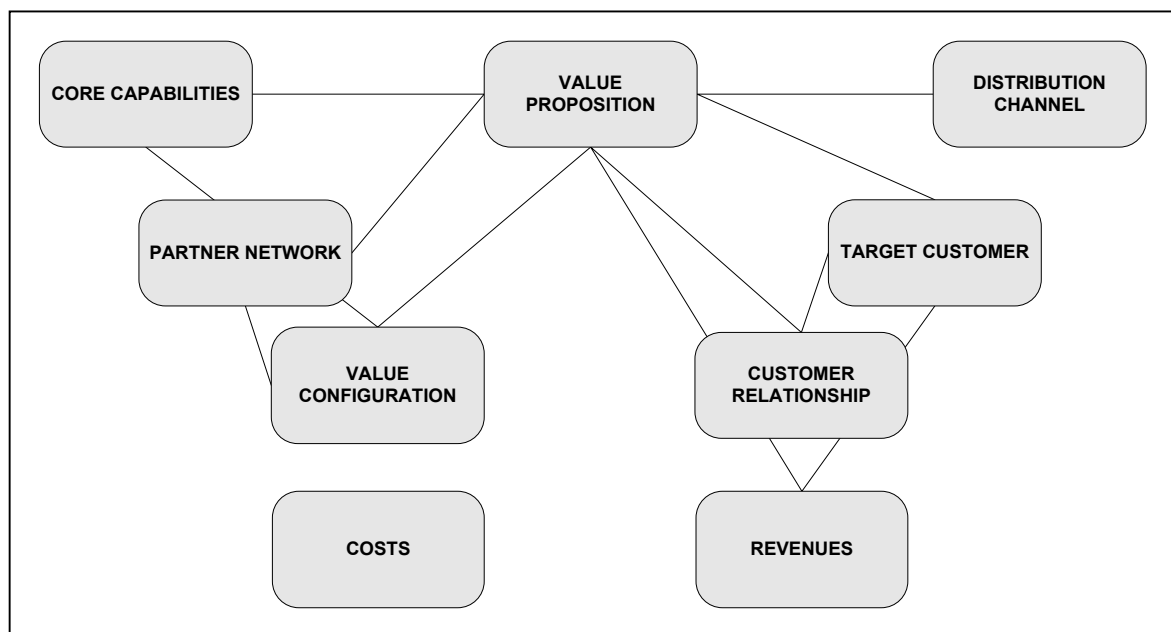 CORE CAPABILITIES
VALUE
PROPOSITION
DISTRIBUTION
CHANNEL
PARTNER NETWORK
TARGET CUSTOMER
VALUE
CONFIGURATION
CUSTOMER
RELATIONSHIP
COSTS
REVENUES